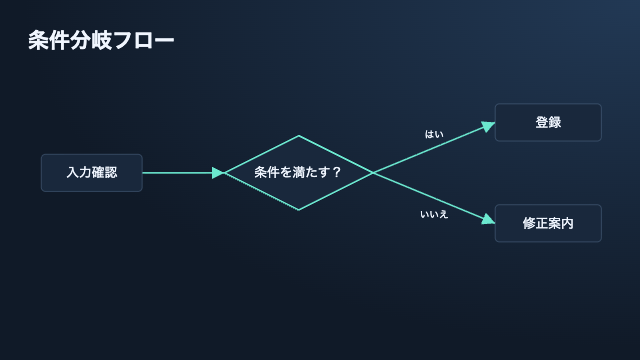 条件分岐フロー
入力確認
条件を満たす？
はい
登録
いいえ
修正案内